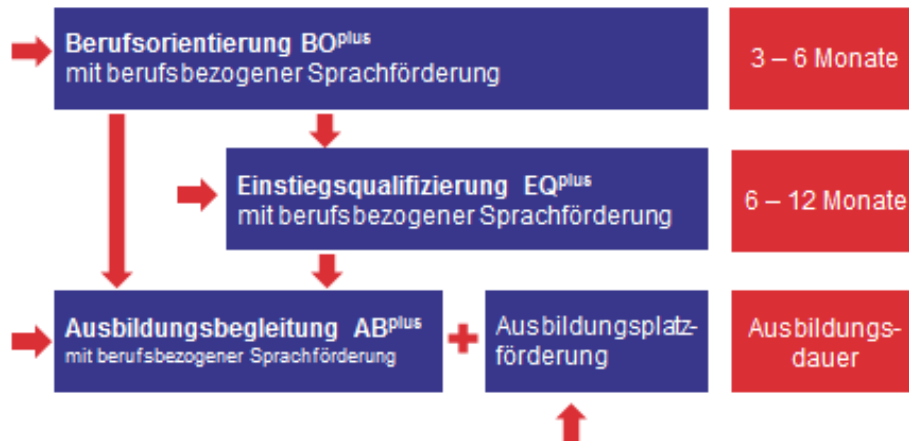 Berufsorientierung BOplus
mit berufsbezogener Sprachförderung
3 – 6 Monate
Einstiegsqualifizierung EQplus
mit berufsbezogener Sprachförderung
6 – 12 Monate
Ausbildungsbegleitung ABplus
mit berufsbezogener Sprachförderung
Ausbildungsplatz-
förderung
Ausbildungs-
dauer